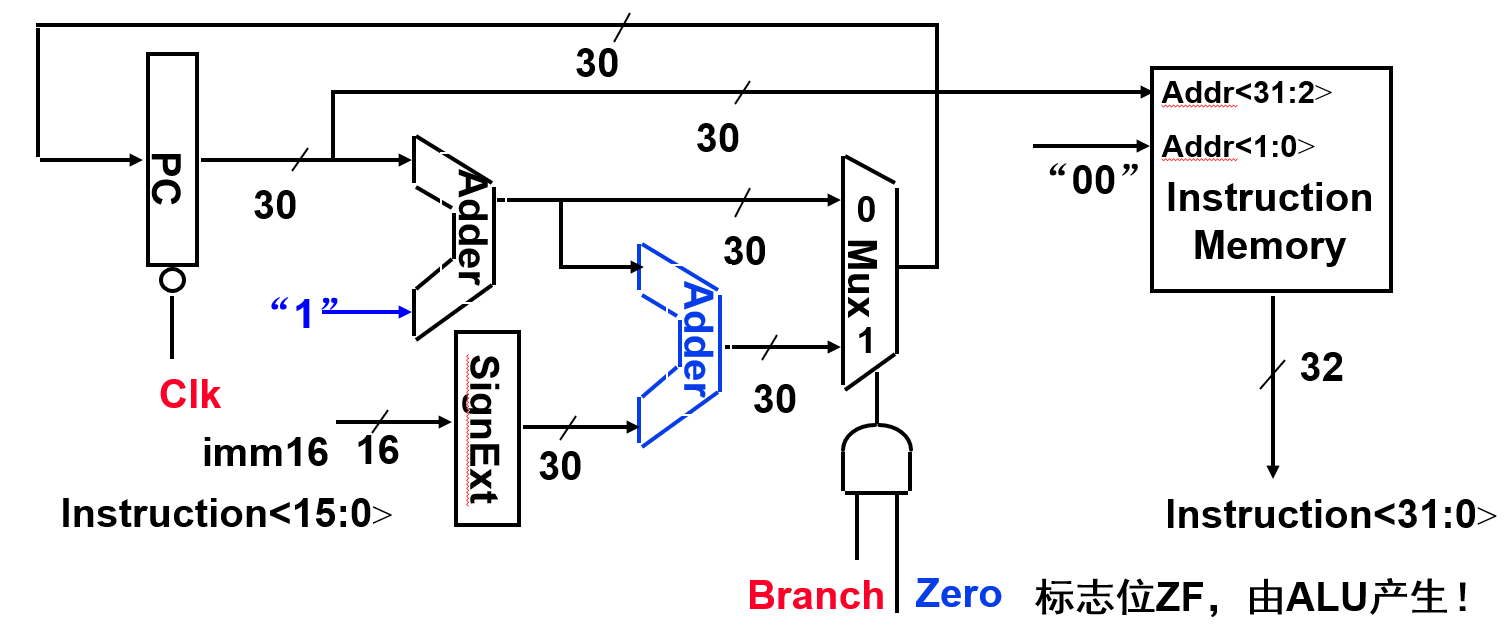 30
PC
30
30
Addr<31:2>
Addr<1:0>
“00”
Instruction
Memory
Adder
30
0
Mux
1
“1”
Adder
30
Clk
SignExt
imm16
16
30
32
Instruction<15:0>
Instruction<31:0>
Branch
Zero
标志位ZF，由ALU产生！